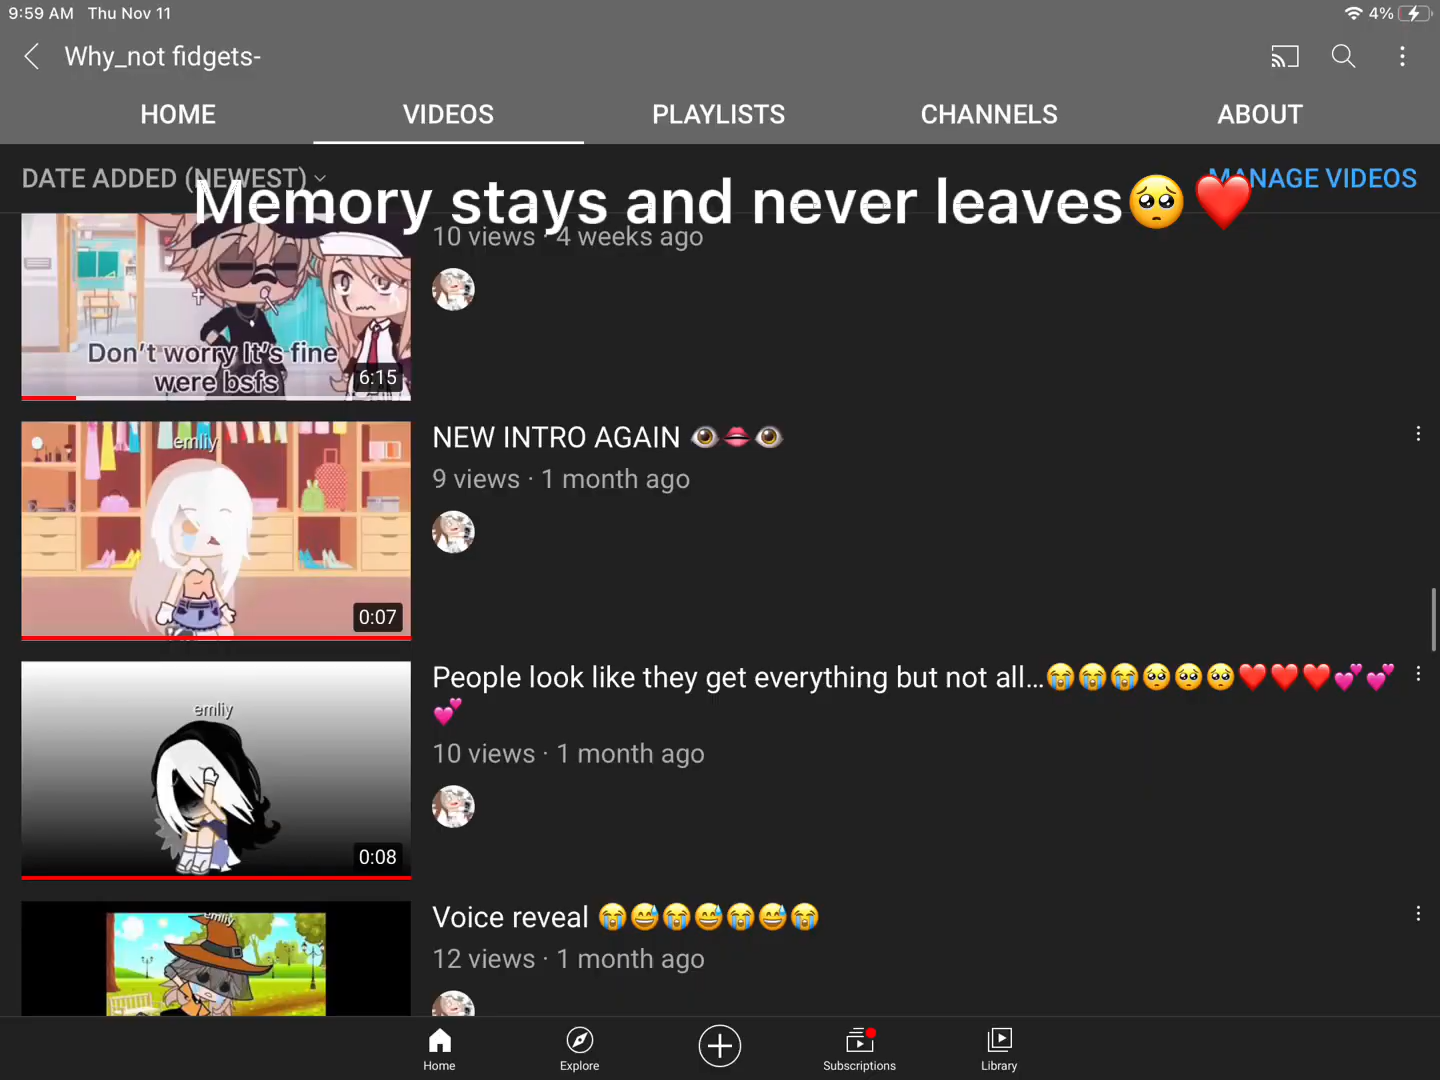 9:59 AM Thu Nov 11
4%
Why_not fidgets-
HOME VIDEOS PLAYLISTS CHANNELS ABOUT
DATE ADDED (NEWEST) MANAGE VIDEOS
Memory stays and never leaves🥺❤️
10 views · 4 weeks ago
Don't worry It's fine
were bsfs
6:15
emliy
0:07
NEW INTRO AGAIN 👁️👄👁️
9 views · 1 month ago
emliy
0:08
People look like they get everything but not all...😭😭😭🥺🥺🥺❤️❤️❤️💕💕
💕
10 views · 1 month ago
emliy
Voice reveal 😭😅😭😅😭😅😭
12 views · 1 month ago
Home Explore Subscriptions Library